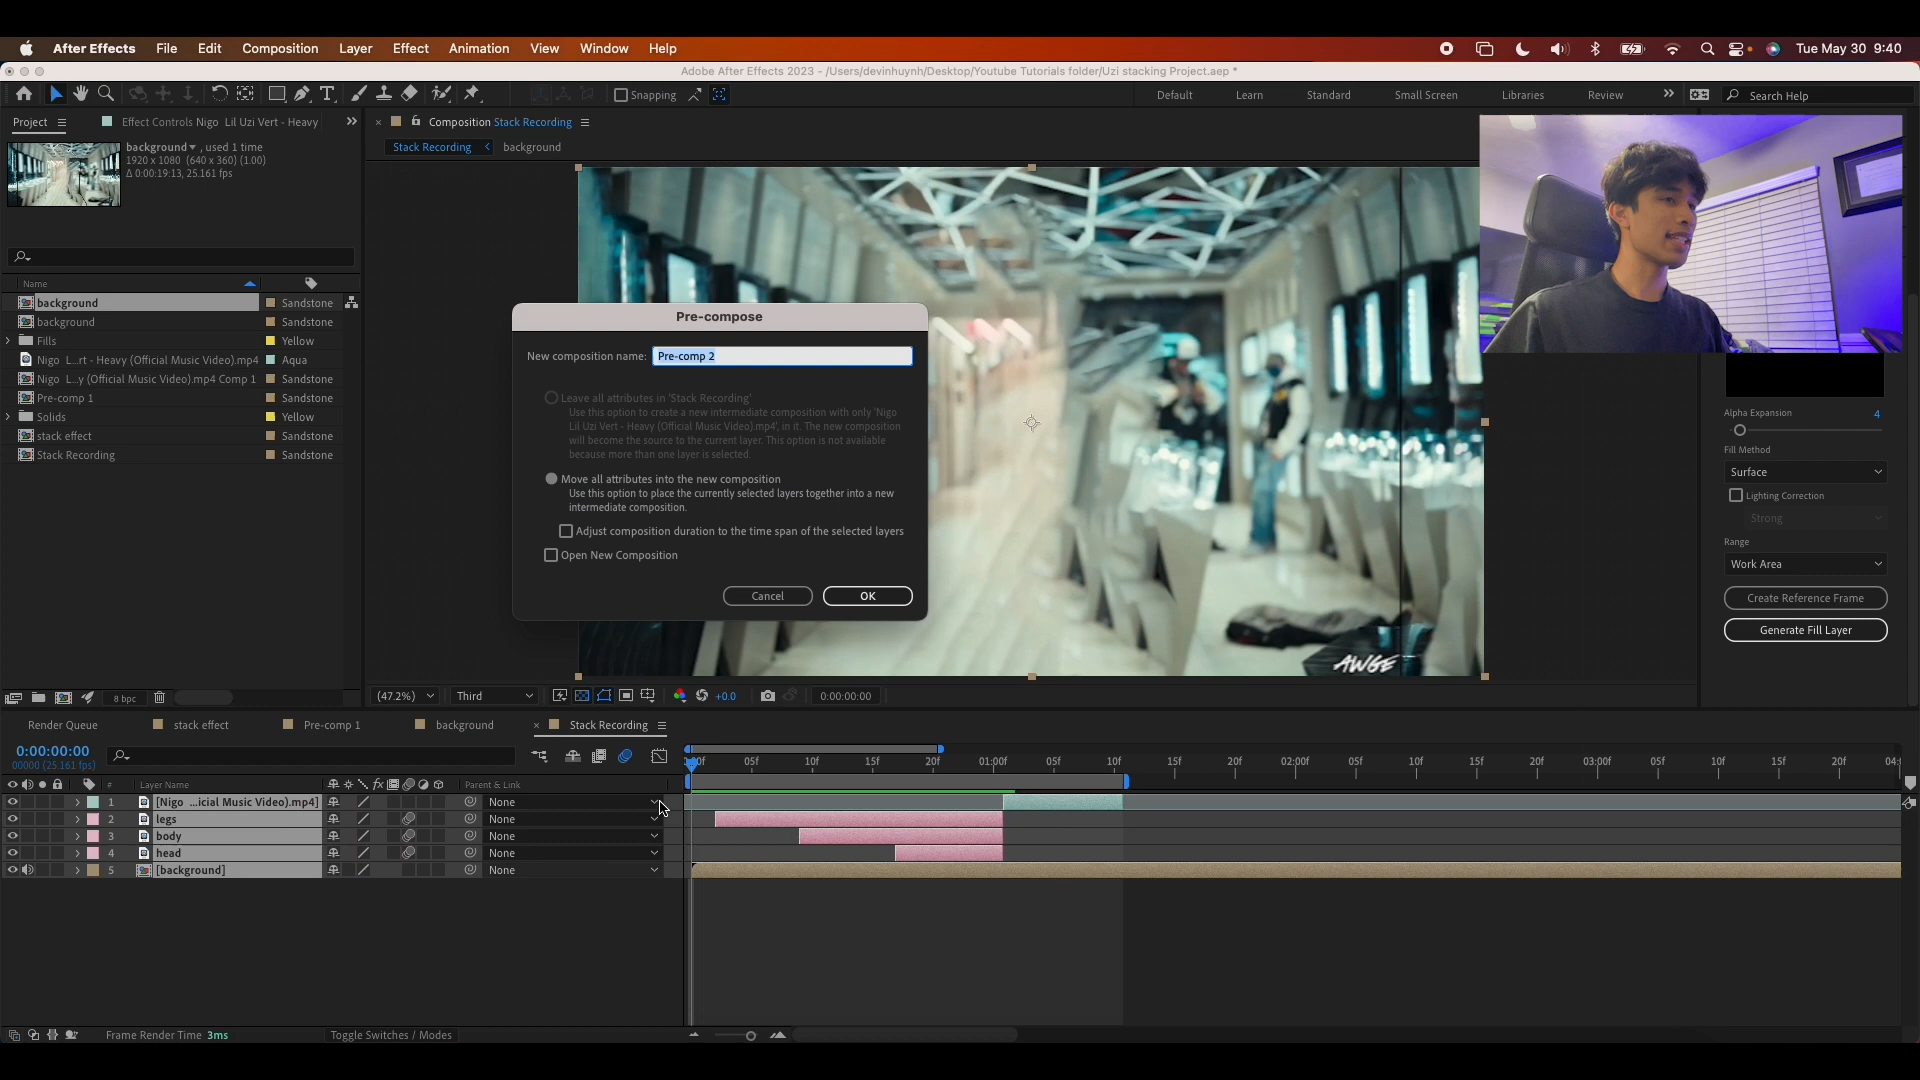 After Effects File Edit Composition Layer Effect Animation View Window Help Tue May 30 9:40
Adobe After Effects 2023 - /Users/devinhuynh/Desktop/Youtube Tutorials folder/Uzi stacking Project.aep *
Snapping Default Learn Standard Small Screen Libraries Review >> Search Help
Project Effect Controls Nigo Lil Uzi Vert - Heavy >> × Composition Stack Recording
background▾ , used 1 time
1920 x 1080 (640 x 360) (1.00)
Δ 0:00:19:13, 25.161 fps
Stack Recording < background
Name
background Sandstone
background Sandstone
Fills Yellow
Nigo L...rt - Heavy (Official Music Video).mp4 Aqua
Nigo L...y (Official Music Video).mp4 Comp 1 Sandstone
Pre-comp 1 Sandstone
Solids Yellow
stack effect Sandstone
Stack Recording Sandstone
Pre-compose
New composition name: Pre-comp 2
Leave all attributes in 'Stack Recording'
Use this option to create a new intermediate composition with only 'Nigo
Lil Uzi Vert - Heavy (Official Music Video).mp4', in it. The new composition
will become the source to the current layer. This option is not available
because more than one layer is selected.
Move all attributes into the new composition
Use this option to place the currently selected layers together into a new
intermediate composition.
Adjust composition duration to the time span of the selected layers
Open New Composition
Cancel OK
AWGE
Alpha Expansion 4
Fill Method
Surface
Lighting Correction
Strong
Range
Work Area
Create Reference Frame
Generate Fill Layer
8 bpc (47.2%) Third +0.0 0:00:00:00
Render Queue stack effect Pre-comp 1 background × Stack Recording
0:00:00:00
00000 (25.161 fps)
05f 10f 15f 20f 01:00f 05f 10f 15f 20f 02:00f 05f 10f 15f 20f 03:00f 05f 10f 15f 20f
# Layer Name fx Parent & Link
1 [Nigo ...icial Music Video).mp4] None
2 legs None
3 body None
4 head None
5 [background] None
Frame Render Time 3ms Toggle Switches / Modes